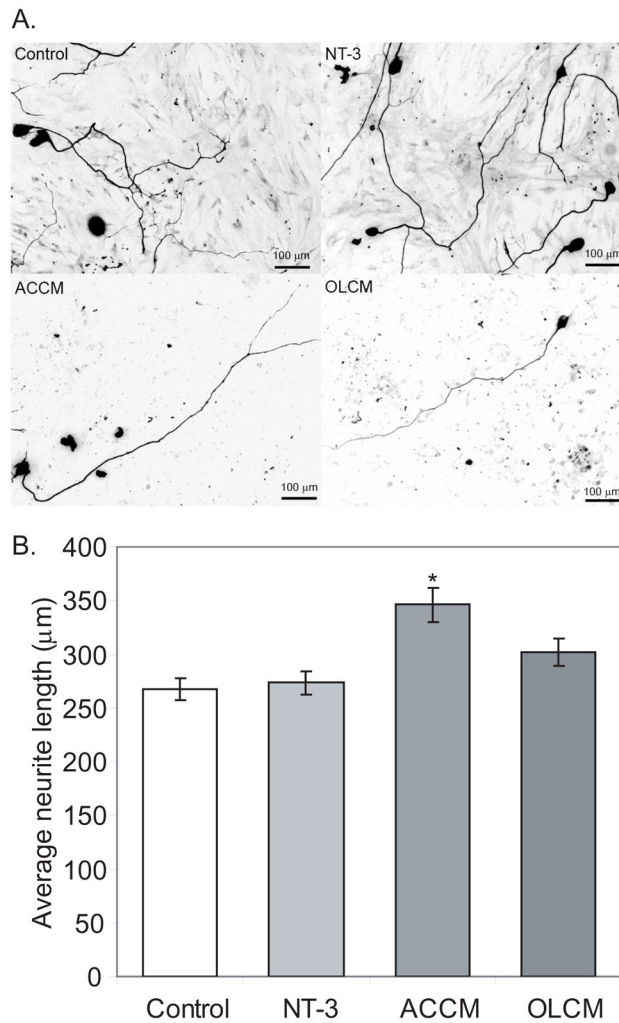 A.
Control
NT-3
100 μm
100 μm
ACCM
OLCM
100 μm
100 μm
B.
Average neurite length (μm)
400
350
300
250
200
150
100
50
0
*
Control
NT-3
ACCM
OLCM